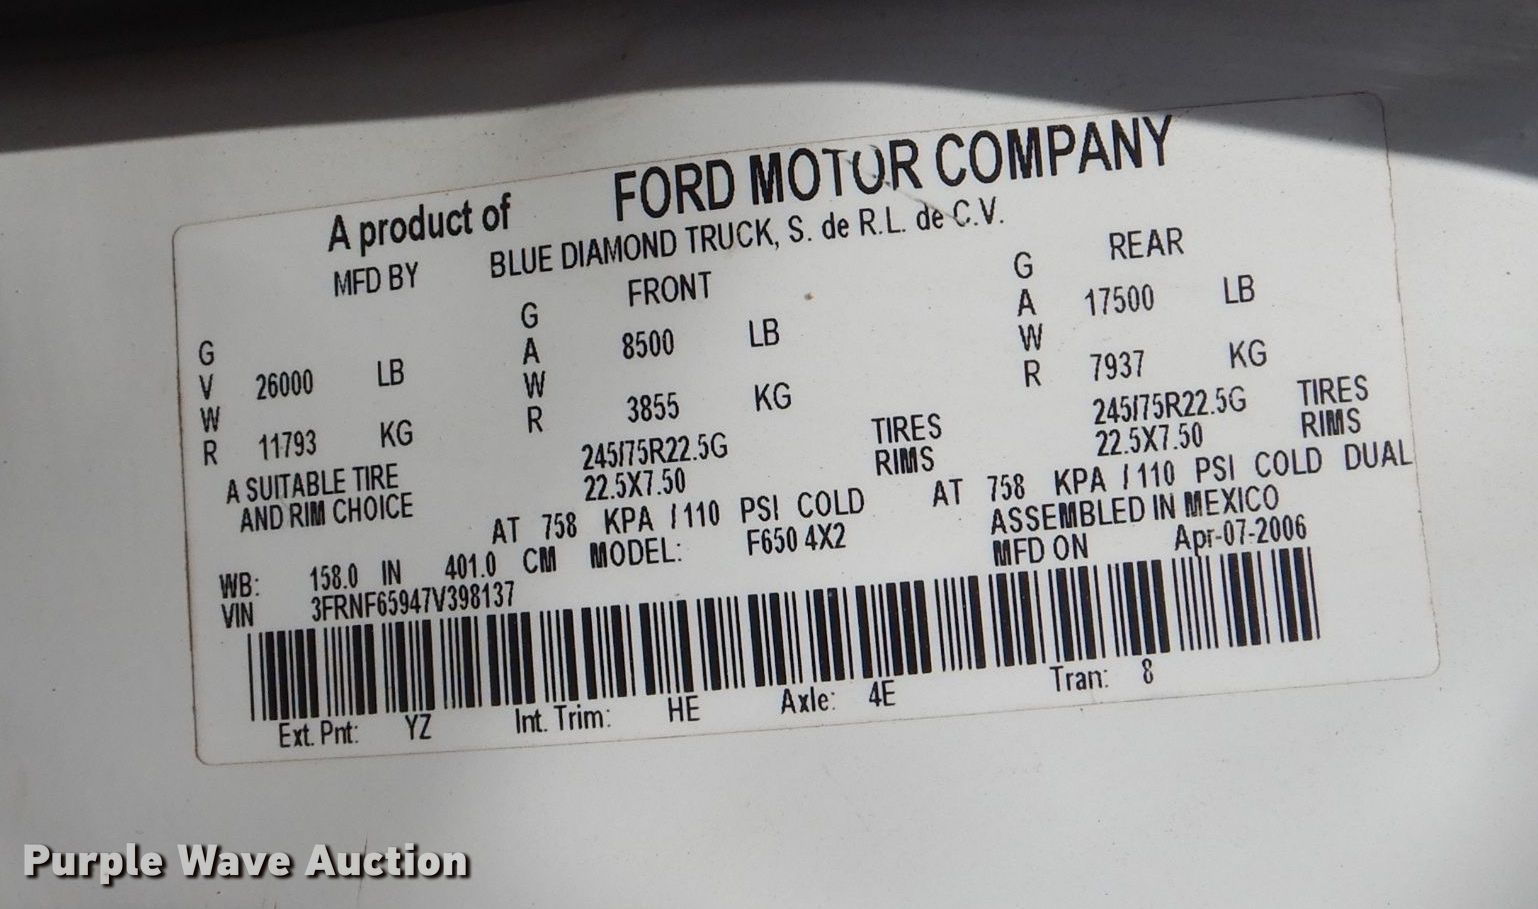 A product of FORD MOTOR COMPANY
MFD BY BLUE DIAMOND TRUCK, S. de R.L. de C.V.
GVWR 26000 LB
11793 KG
FRONT
GAWR 8500 LB
3855 KG
REAR
GAWR 17500 LB
7937 KG
A SUITABLE TIRE 245/75R22.5G TIRES 245/75R22.5G TIRES
AND RIM CHOICE 22.5X7.50 RIMS 22.5X7.50 RIMS
AT 758 KPA / 110 PSI COLD AT 758 KPA / 110 PSI COLD DUAL
ASSEMBLED IN MEXICO
WB: 158.0 IN 401.0 CM MODEL: F650 4X2 MFD ON Apr-07-2006
VIN 3FRNF65947V398137
Ext. Pnt: YZ Int. Trim: HE Axle: 4E Tran: 8
Purple Wave Auction